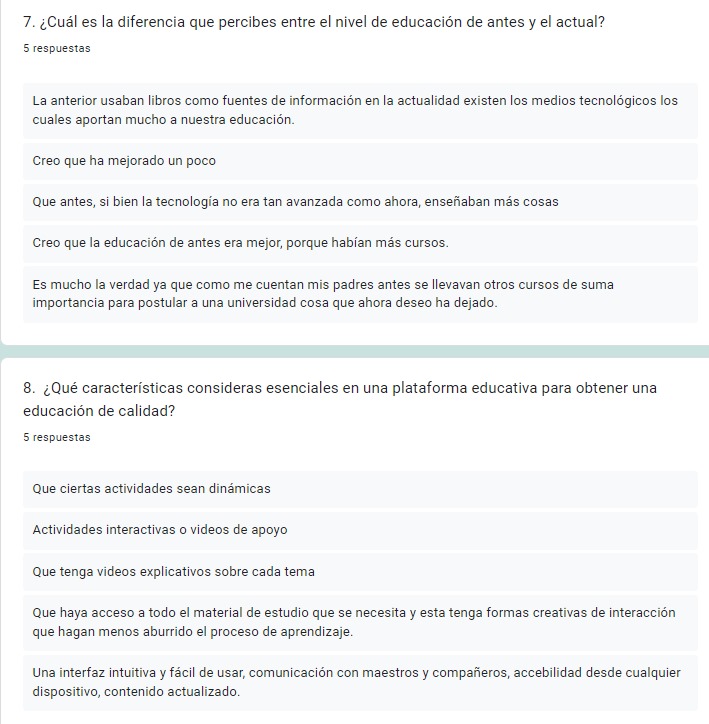 7. ¿Cuál es la diferencia que percibes entre el nivel de educación de antes y el actual?
5 respuestas
La anterior usaban libros como fuentes de información en la actualidad existen los medios tecnológicos los
cuales aportan mucho a nuestra educación.
Creo que ha mejorado un poco
Que antes, si bien la tecnología no era tan avanzada como ahora, enseñaban más cosas
Creo que la educación de antes era mejor, porque habían más cursos.
Es mucho la verdad ya que como me cuentan mis padres antes se llevavan otros cursos de suma
importancia para postular a una universidad cosa que ahora deseo ha dejado.
8. ¿Qué características consideras esenciales en una plataforma educativa para obtener una
educación de calidad?
5 respuestas
Que ciertas actividades sean dinámicas
Actividades interactivas o videos de apoyo
Que tenga videos explicativos sobre cada tema
Que haya acceso a todo el material de estudio que se necesita y esta tenga formas creativas de interacción
que hagan menos aburrido el proceso de aprendizaje.
Una interfaz intuitiva y fácil de usar, comunicación con maestros y compañeros, accebilidad desde cualquier
dispositivo, contenido actualizado.